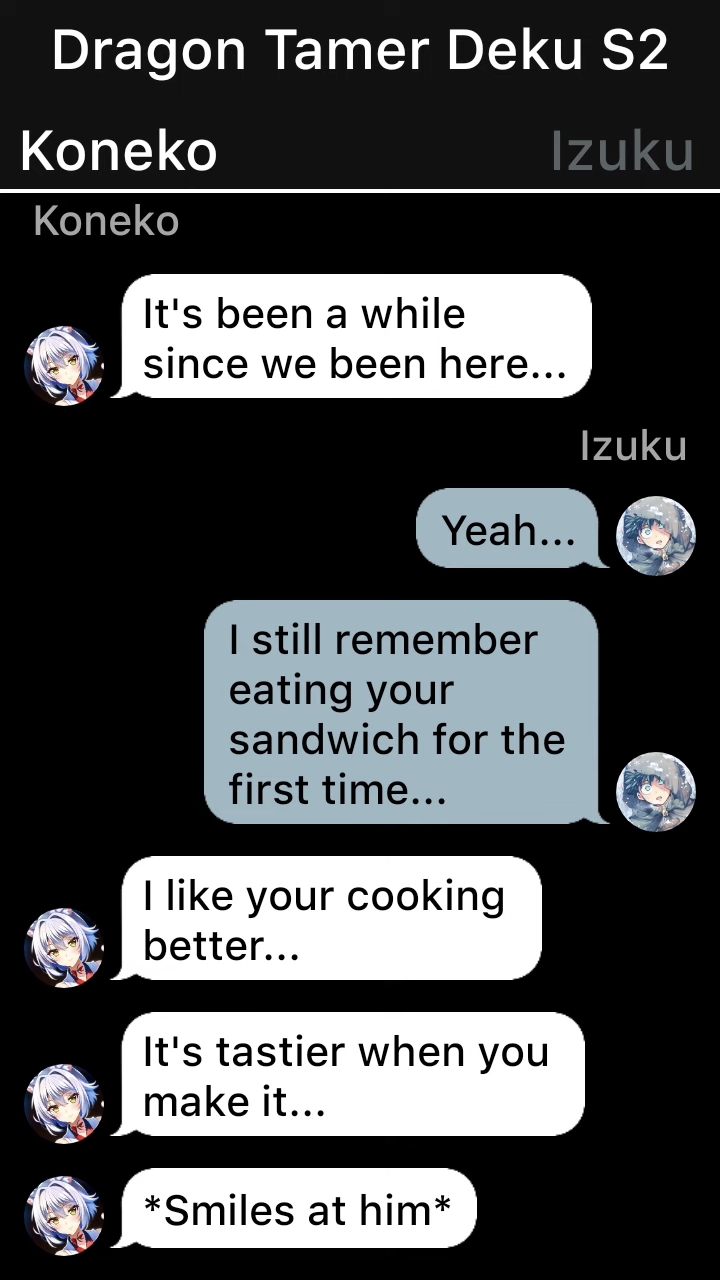 Dragon Tamer Deku S2
Koneko
Izuku
Koneko
It's been a while
since we been here...
Izuku
Yeah...
I still remember
eating your
sandwich for the
first time...
I like your cooking
better...
It's tastier when you
make it...
*Smiles at him*